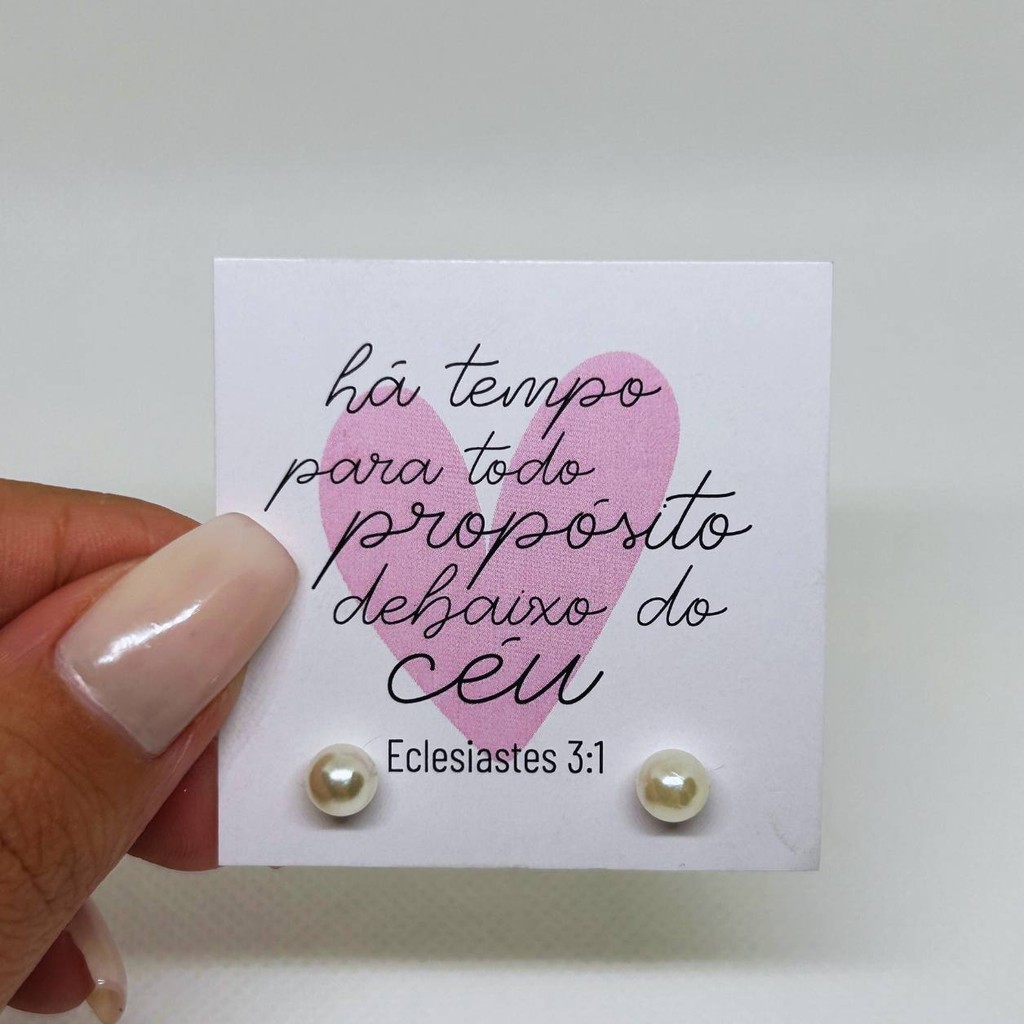 há tempo
para todo
propósito
debaixo do
céu
Eclesiastes 3:1